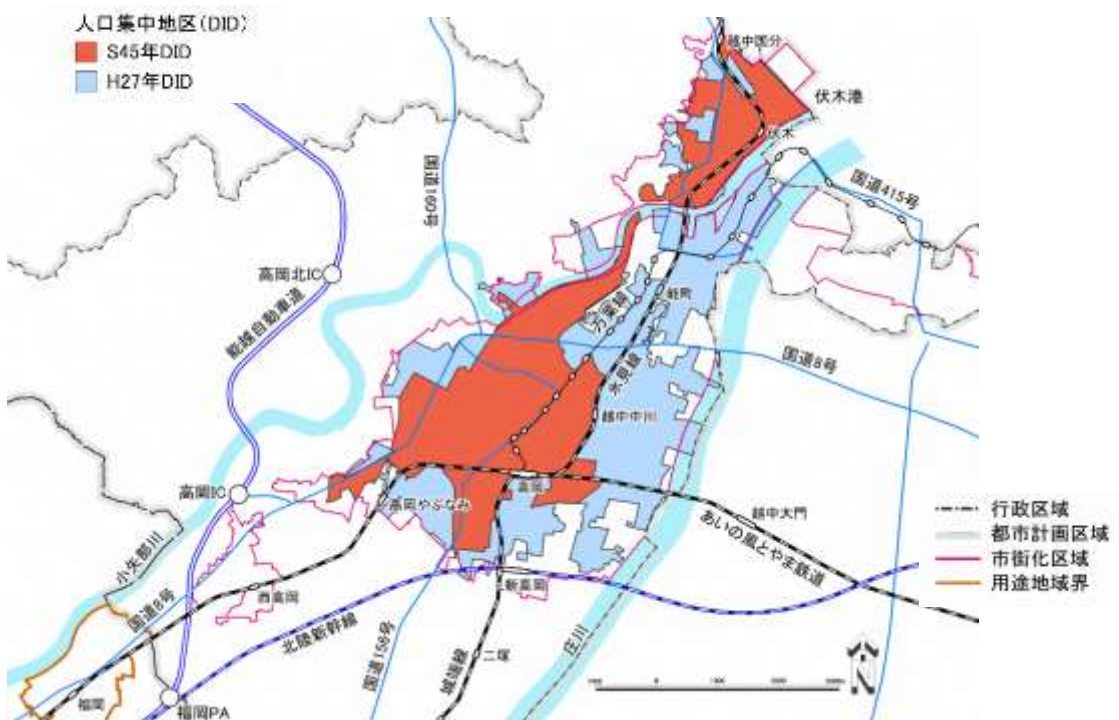 人口集中地区(DID)
S45年DID
H27年DID
越中国分
伏木港
伏木
国道415号
国道160号
高岡北IC
能越自動車道
万葉線
能町
氷見線
国道8号
越中中川
高岡IC
高岡やぶなみ
高岡
越中大門
あいの風とやま鉄道
小矢部川
国道8号
西高岡
新高岡
北陸新幹線
国道156号
城端線
二塚
庄川
福岡
福岡PA
行政区域
都市計画区域
市街化区域
用途地域界
0